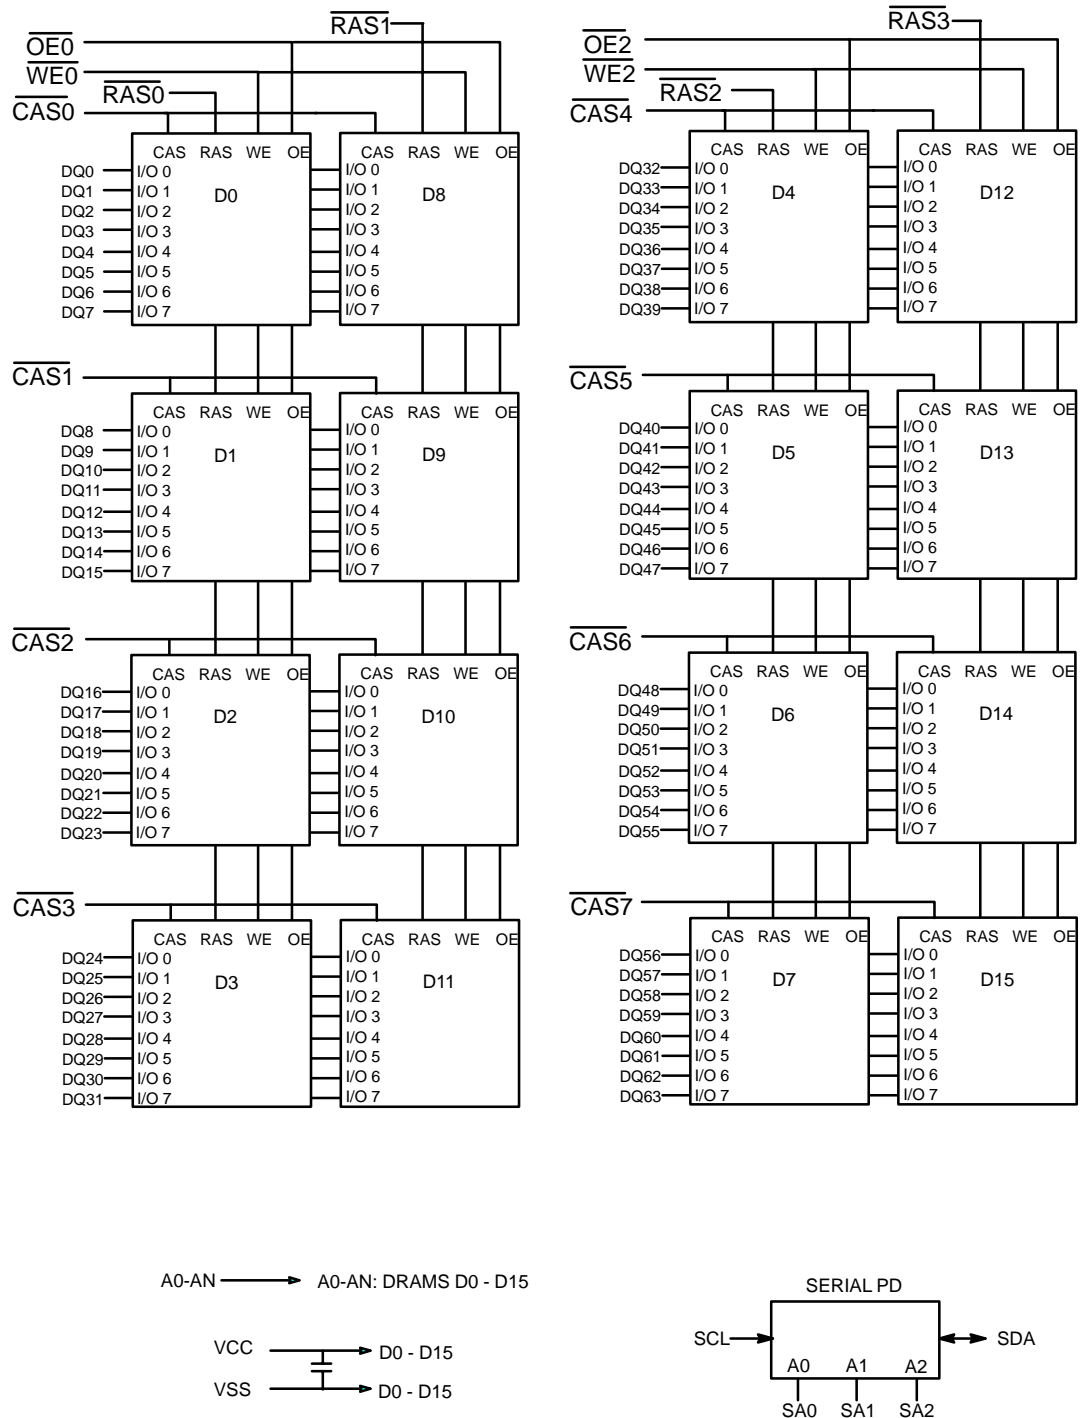 RAS1
OE0
WE0
RAS0
CAS0
CAS RAS WE OE CAS RAS WE OE
DQ0 I/O 0 I/O 0
DQ1 I/O 1 D0 I/O 1 D8
DQ2 I/O 2 I/O 2
DQ3 I/O 3 I/O 3
DQ4 I/O 4 I/O 4
DQ5 I/O 5 I/O 5
DQ6 I/O 6 I/O 6
DQ7 I/O 7 I/O 7
CAS1
CAS RAS WE OE CAS RAS WE OE
DQ8 I/O 0 I/O 0
DQ9 I/O 1 D1 I/O 1 D9
DQ10 I/O 2 I/O 2
DQ11 I/O 3 I/O 3
DQ12 I/O 4 I/O 4
DQ13 I/O 5 I/O 5
DQ14 I/O 6 I/O 6
DQ15 I/O 7 I/O 7
CAS2
CAS RAS WE OE CAS RAS WE OE
DQ16 I/O 0 I/O 0
DQ17 I/O 1 D2 I/O 1 D10
DQ18 I/O 2 I/O 2
DQ19 I/O 3 I/O 3
DQ20 I/O 4 I/O 4
DQ21 I/O 5 I/O 5
DQ22 I/O 6 I/O 6
DQ23 I/O 7 I/O 7
CAS3
CAS RAS WE OE CAS RAS WE OE
DQ24 I/O 0 I/O 0
DQ25 I/O 1 D3 I/O 1 D11
DQ26 I/O 2 I/O 2
DQ27 I/O 3 I/O 3
DQ28 I/O 4 I/O 4
DQ29 I/O 5 I/O 5
DQ30 I/O 6 I/O 6
DQ31 I/O 7 I/O 7
RAS3
OE2
WE2
RAS2
CAS4
CAS RAS WE OE CAS RAS WE OE
DQ32 I/O 0 I/O 0
DQ33 I/O 1 D4 I/O 1 D12
DQ34 I/O 2 I/O 2
DQ35 I/O 3 I/O 3
DQ36 I/O 4 I/O 4
DQ37 I/O 5 I/O 5
DQ38 I/O 6 I/O 6
DQ39 I/O 7 I/O 7
CAS5
CAS RAS WE OE CAS RAS WE OE
DQ40 I/O 0 I/O 0
DQ41 I/O 1 D5 I/O 1 D13
DQ42 I/O 2 I/O 2
DQ43 I/O 3 I/O 3
DQ44 I/O 4 I/O 4
DQ45 I/O 5 I/O 5
DQ46 I/O 6 I/O 6
DQ47 I/O 7 I/O 7
CAS6
CAS RAS WE OE CAS RAS WE OE
DQ48 I/O 0 I/O 0
DQ49 I/O 1 D6 I/O 1 D14
DQ50 I/O 2 I/O 2
DQ51 I/O 3 I/O 3
DQ52 I/O 4 I/O 4
DQ53 I/O 5 I/O 5
DQ54 I/O 6 I/O 6
DQ55 I/O 7 I/O 7
CAS7
CAS RAS WE OE CAS RAS WE OE
DQ56 I/O 0 I/O 0
DQ57 I/O 1 D7 I/O 1 D15
DQ58 I/O 2 I/O 2
DQ59 I/O 3 I/O 3
DQ60 I/O 4 I/O 4
DQ61 I/O 5 I/O 5
DQ62 I/O 6 I/O 6
DQ63 I/O 7 I/O 7
A0-AN A0-AN: DRAMS D0 - D15
VCC D0 - D15
VSS D0 - D15
SERIAL PD
SCL SDA
A0 A1 A2
SA0 SA1 SA2